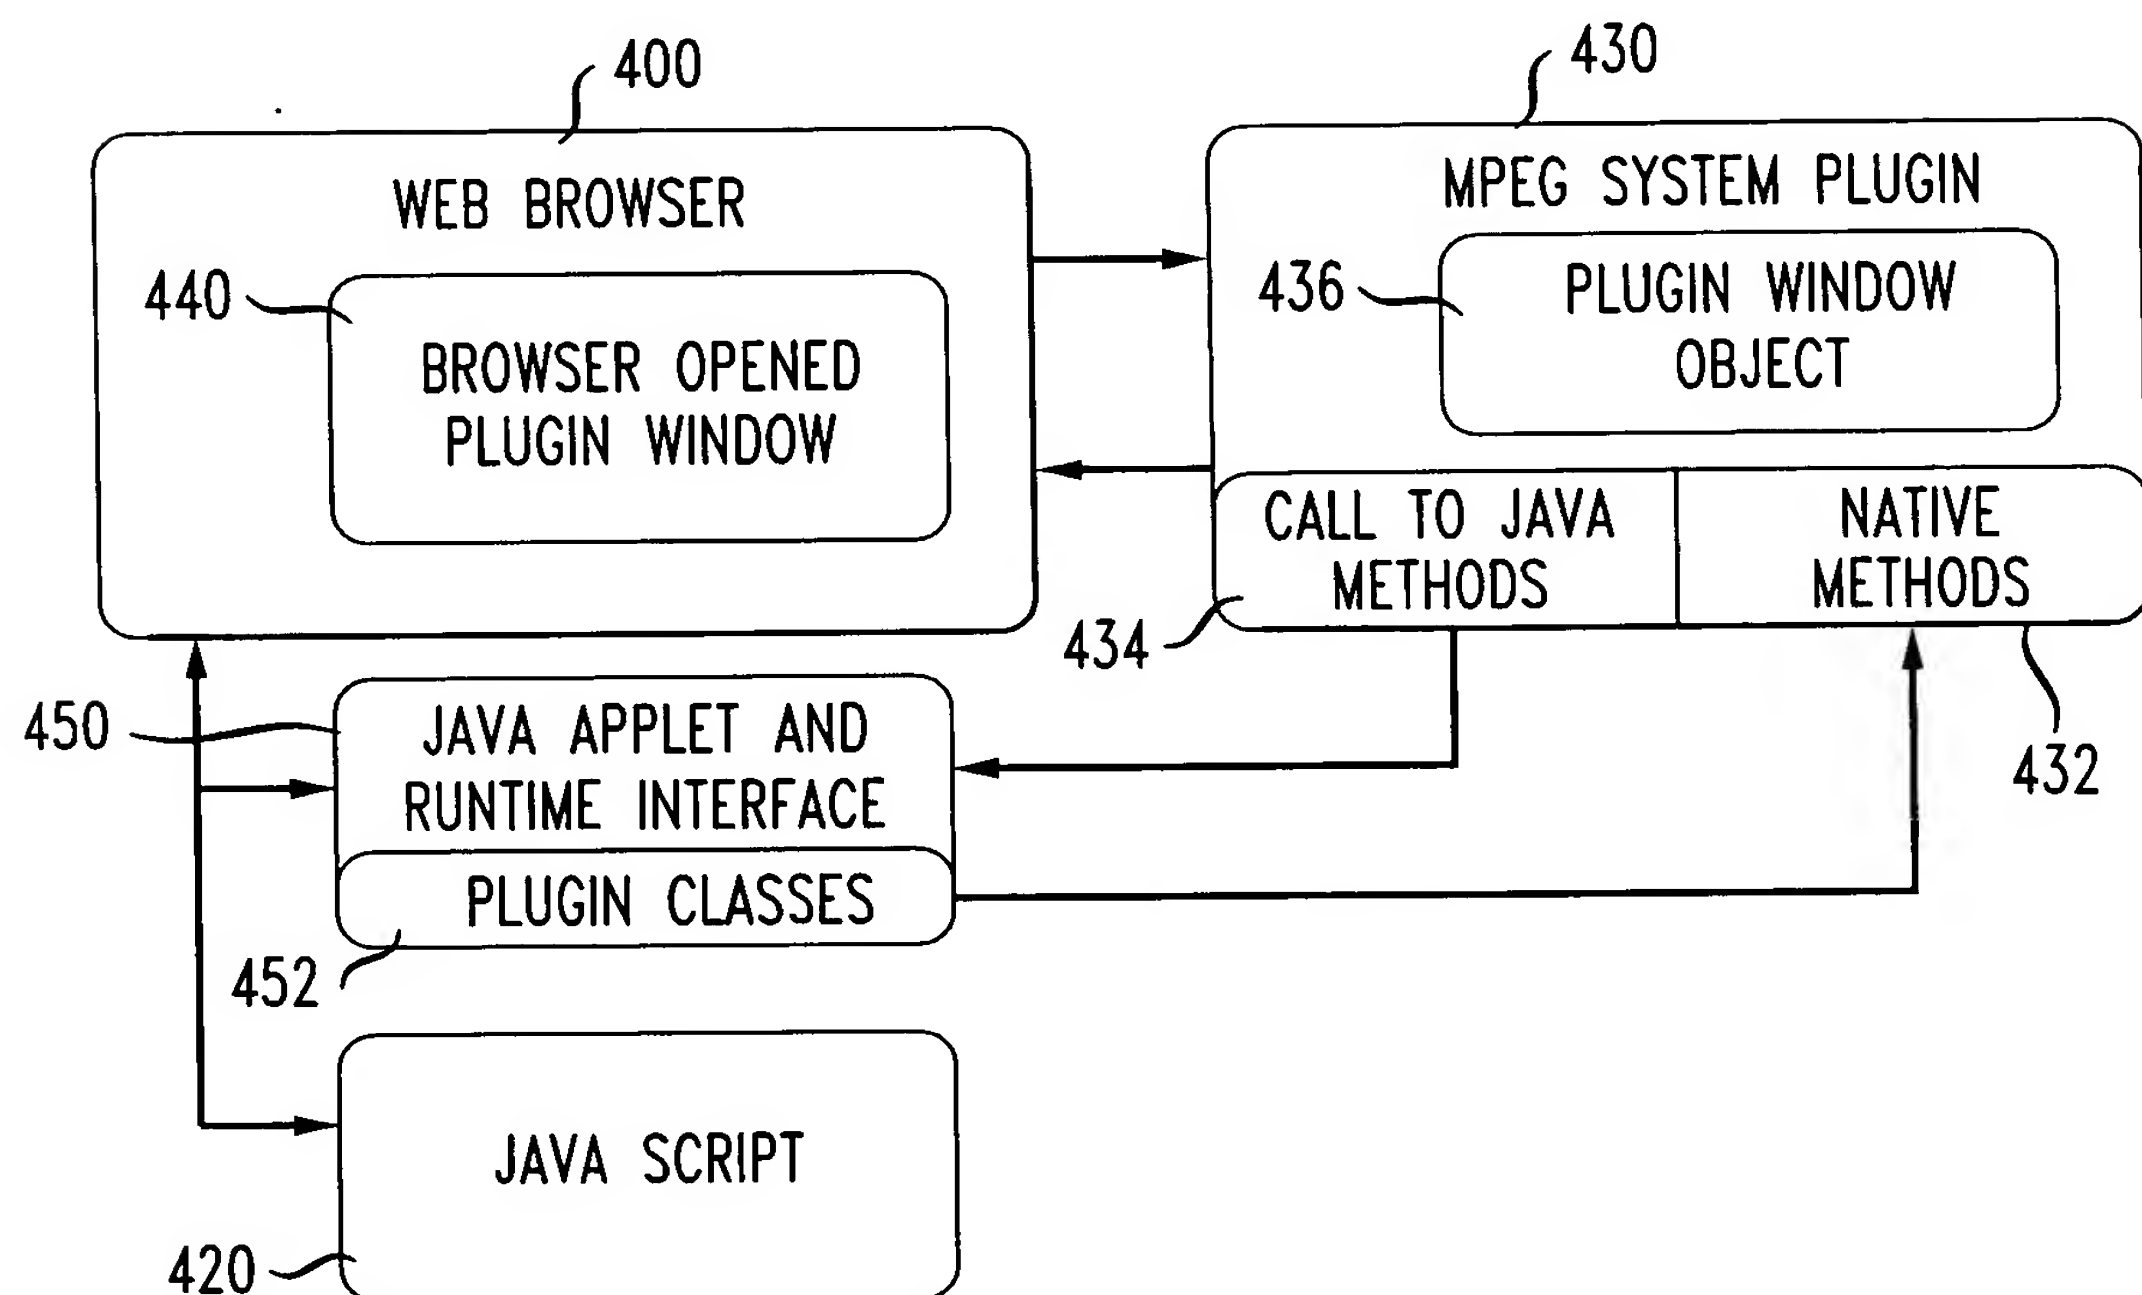 400
WEB BROWSER
440
BROWSER OPENED
PLUGIN WINDOW
430
MPEG SYSTEM PLUGIN
436
PLUGIN WINDOW
OBJECT
CALL TO JAVA
METHODS
434
NATIVE
METHODS
432
450
JAVA APPLET AND
RUNTIME INTERFACE
PLUGIN CLASSES
452
JAVA SCRIPT
420